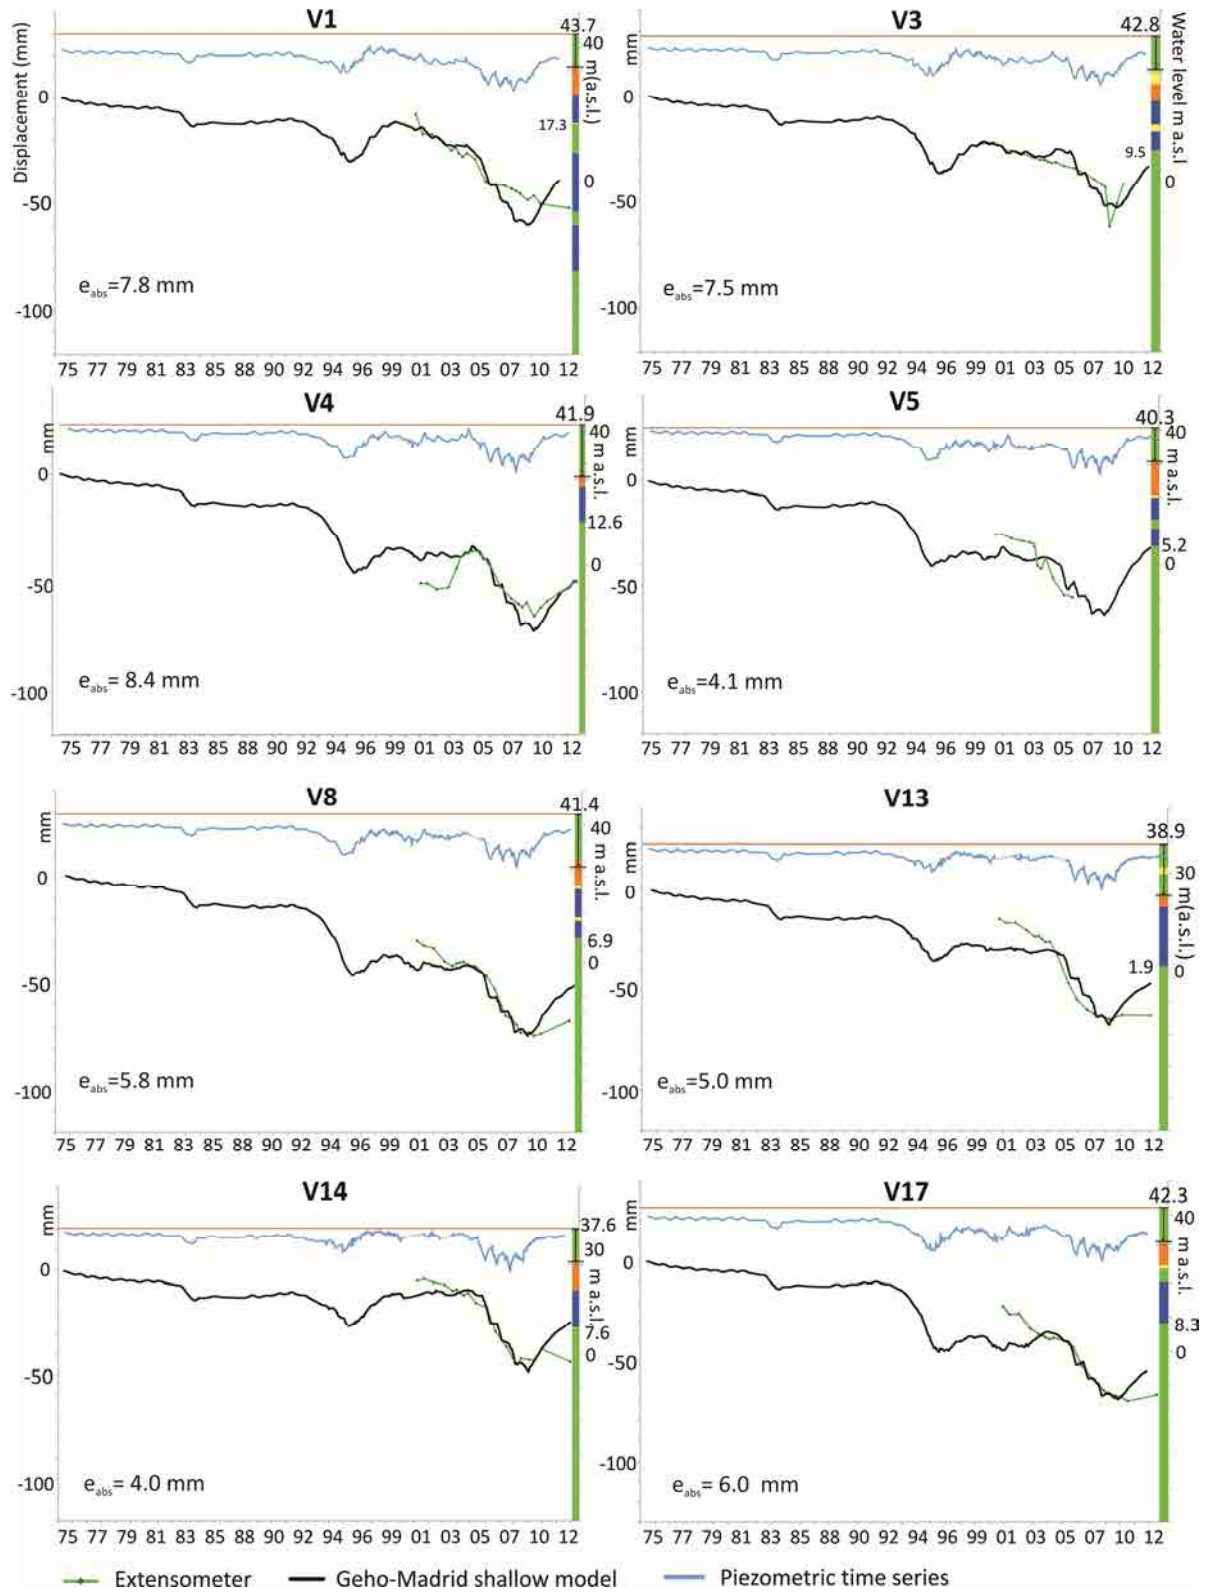 V1
Displacement (mm)
43.7
40
m(a.s.l.)
17.3
0
0
-50
-100
eabs=7.8 mm
75 77 79 81 83 85 88 90 92 94 96 99 01 03 05 07 10 12
V3
mm
42.8
Water level m a.s.l
9.5
0
0
-50
-100
eabs=7.5 mm
75 77 79 81 83 85 88 90 92 94 96 99 01 03 05 07 10 12
V4
mm
41.9
40
m a.s.l.
12.6
0
0
-50
-100
eabs= 8.4 mm
75 77 79 81 83 85 88 90 92 94 96 99 01 03 05 07 10 12
V5
mm
40.3
40
m a.s.l.
5.2
0
0
-50
-100
eabs=4.1 mm
75 77 79 81 83 85 88 90 92 94 96 99 01 03 05 07 10 12
V8
mm
41.4
40
m a.s.l.
6.9
0
0
-50
-100
eabs=5.8 mm
75 77 79 81 83 85 88 90 92 94 96 99 01 03 05 07 10 12
V13
mm
38.9
30
m(a.s.l.)
1.9
0
0
-50
-100
eabs=5.0 mm
75 77 79 81 83 85 88 90 92 94 96 99 01 03 05 07 10 12
V14
mm
37.6
30
m a.s.l.
7.6
0
0
-50
-100
eabs= 4.0 mm
75 77 79 81 83 85 88 90 92 94 96 99 01 03 05 07 10 12
V17
mm
42.3
40
m a.s.l.
8.3
0
0
-50
-100
eabs= 6.0 mm
75 77 79 81 83 85 88 90 92 94 96 99 01 03 05 07 10 12
Extensometer Geho-Madrid shallow model Piezometric time series